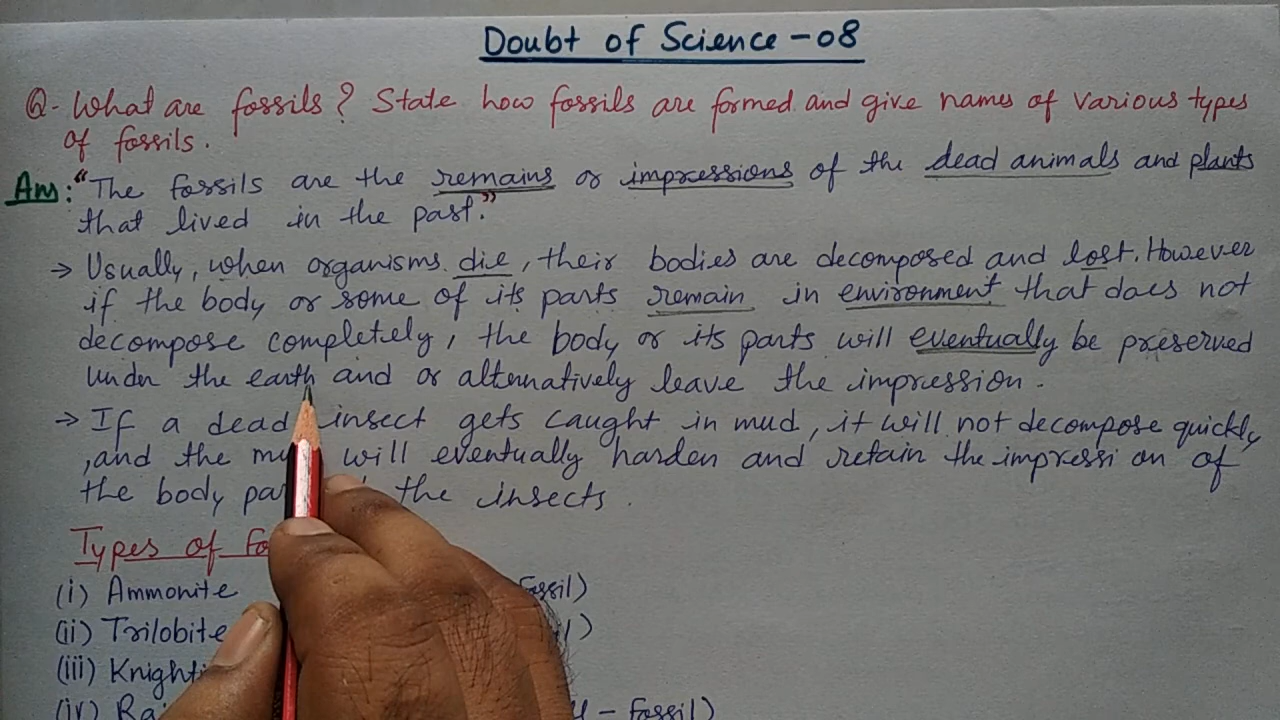 Doubt of Science - 08
Q- What are fossils? State how fossils are formed and give names of various types
of fossils.
Ans: "The fossils are the remains or impressions of the dead animals and plants
that lived in the past."
→ Usually, when organisms die, their bodies are decomposed and lost. However
if the body or some of its parts remain in environment that does not
decompose completely, the body or its parts will eventually be preserved
under the earth and or alternatively leave the impression.
→ If a dead insect gets caught in mud, it will not decompose quickly
,and the will eventually harden and retain the impressi on of
the body the insects.
Types of
(i) Ammonite Fossil)
(ii) Trilobite
(iii)
(iv) - Fossil)